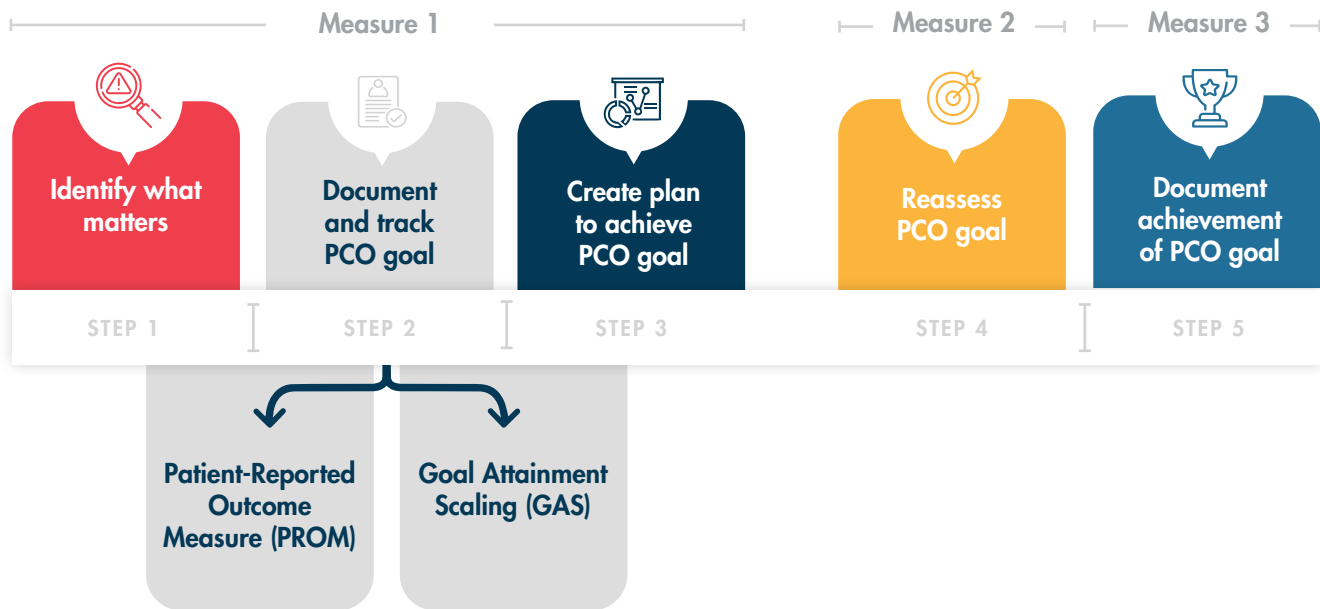 Measure 1
Measure 2
Measure 3
Identify what
matters
Document
and track
PCO goal
Create plan
to achieve
PCO goal
Reassess
PCO goal
Document
achievement
of PCO goal
STEP 1
STEP 2
STEP 3
STEP 4
STEP 5
Patient-Reported
Outcome
Measure (PROM)
Goal Attainment
Scaling (GAS)